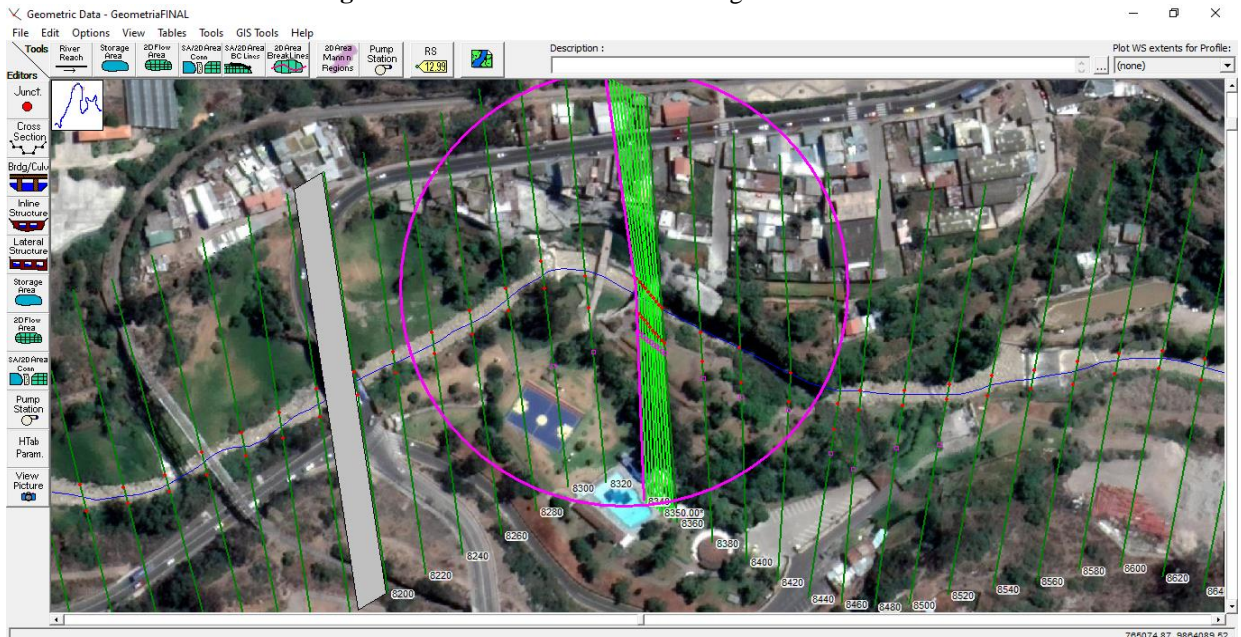 Geometric Data - GeometriaFINAL
File Edit Options View Tables Tools GIS Tools Help
Tools
Editors
River Reach
Storage Area
2D Flow Area
SA/2D Area Conn
SA/2D Area BC Lines
2D Area BreakLines
2D Area Mann n Regions
Pump Station
RS
12.99
Description :
...
Plot WS extents for Profile:
(none)
Junct.
Cross Section
Brdg/Culv
Inline Structure
Lateral Structure
Storage Area
2D Flow Area
SA/2D Area Conn
Pump Station
HTab Param.
View Picture
8300
8320
8340
8350.00*
8360
8280
8260
8240
8220
8200
8380
8400
8420
8440
8460
8480
8500
8520
8540
8560
8580
8600
8620
864
765074.87, 9864089.52